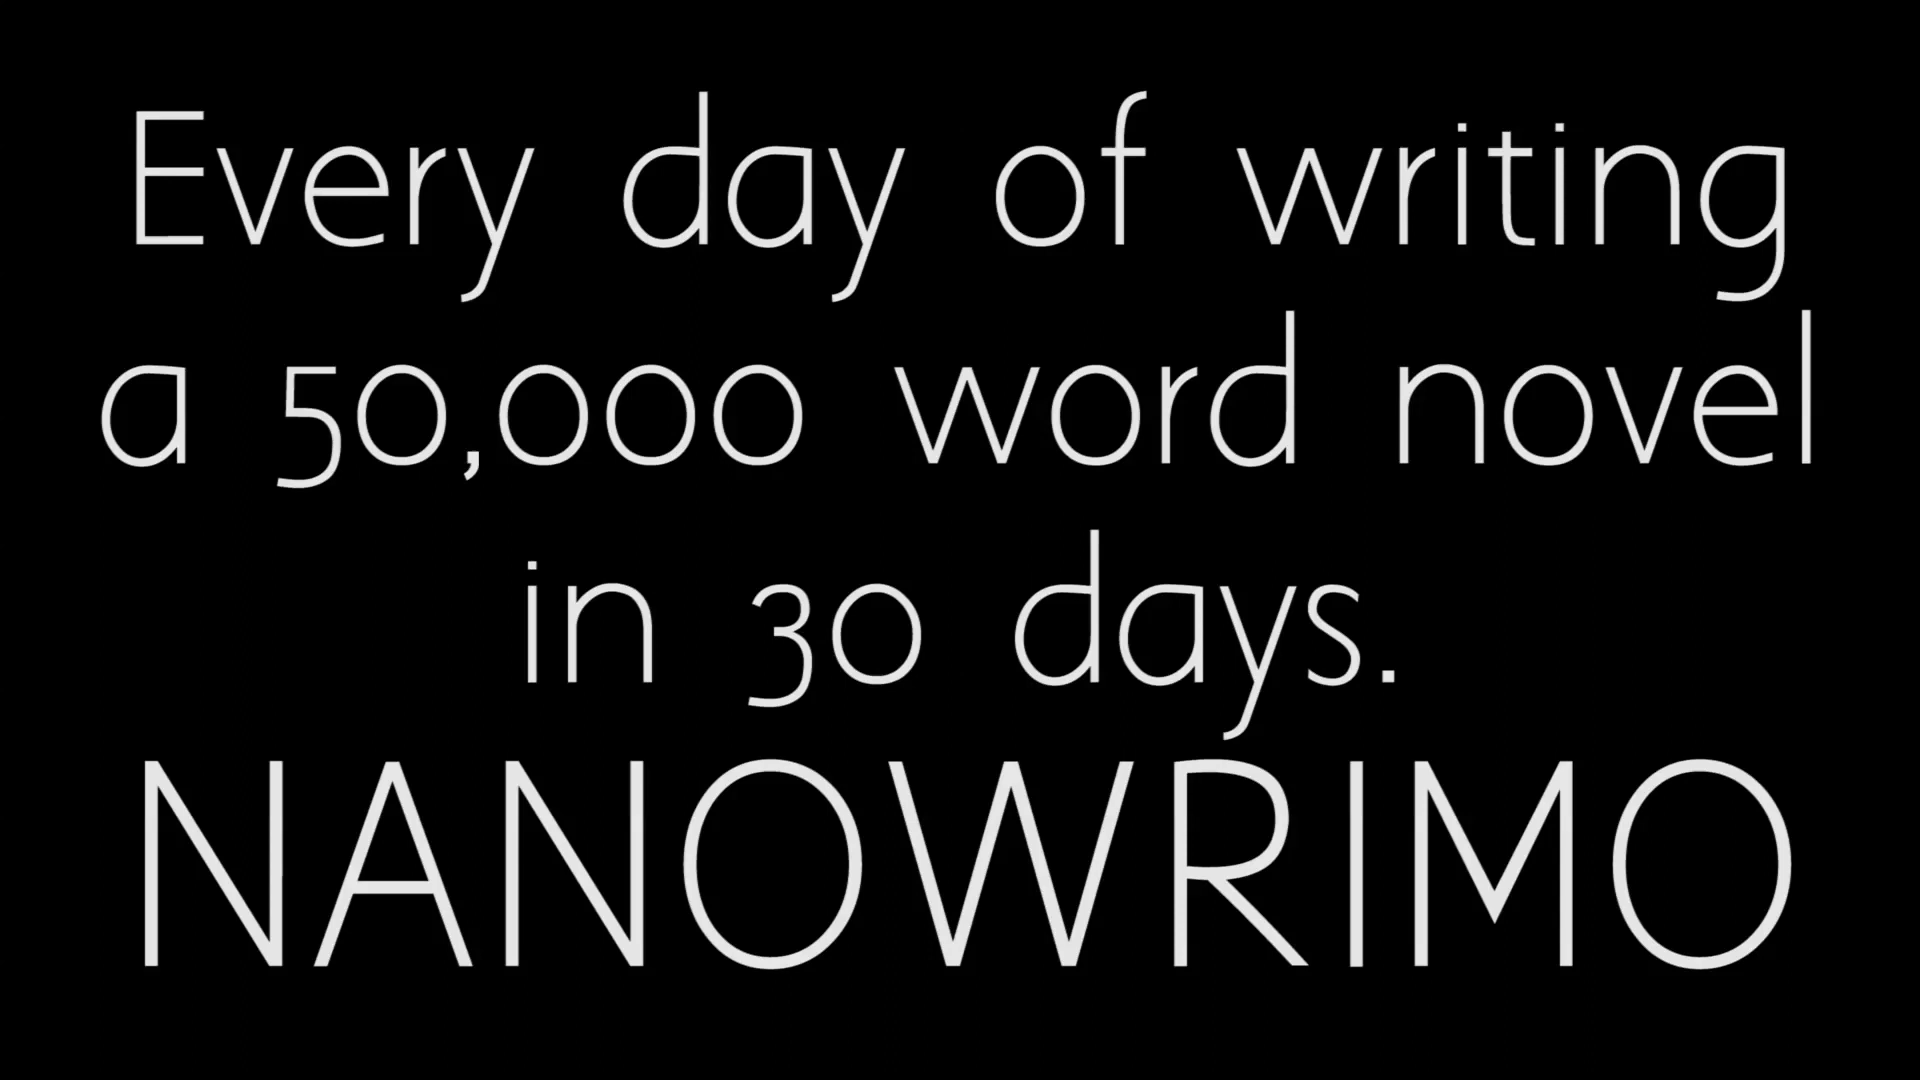 Every day of writing
a 50,000 word novel
in 30 days.
NANOWRIMO